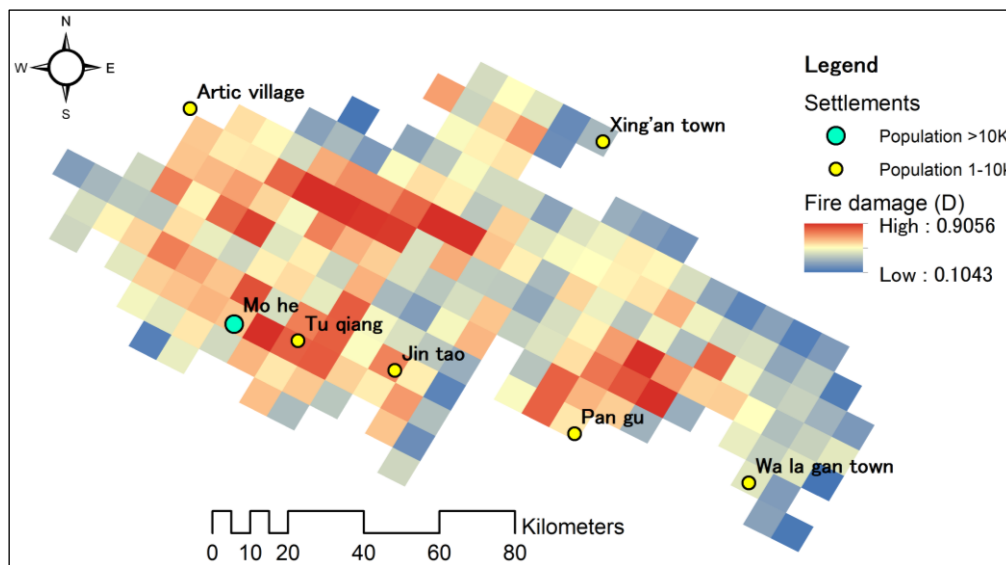 N
W E
S
Artic village
Xing'an town
Legend
Settlements
Population >10K
Population 1-10k
Fire damage (D)
High : 0.9056
Low : 0.1043
Mo he
Tu qiang
Jin tao
Pan gu
Wa la gan town
Kilometers
0 10 20 40 60 80